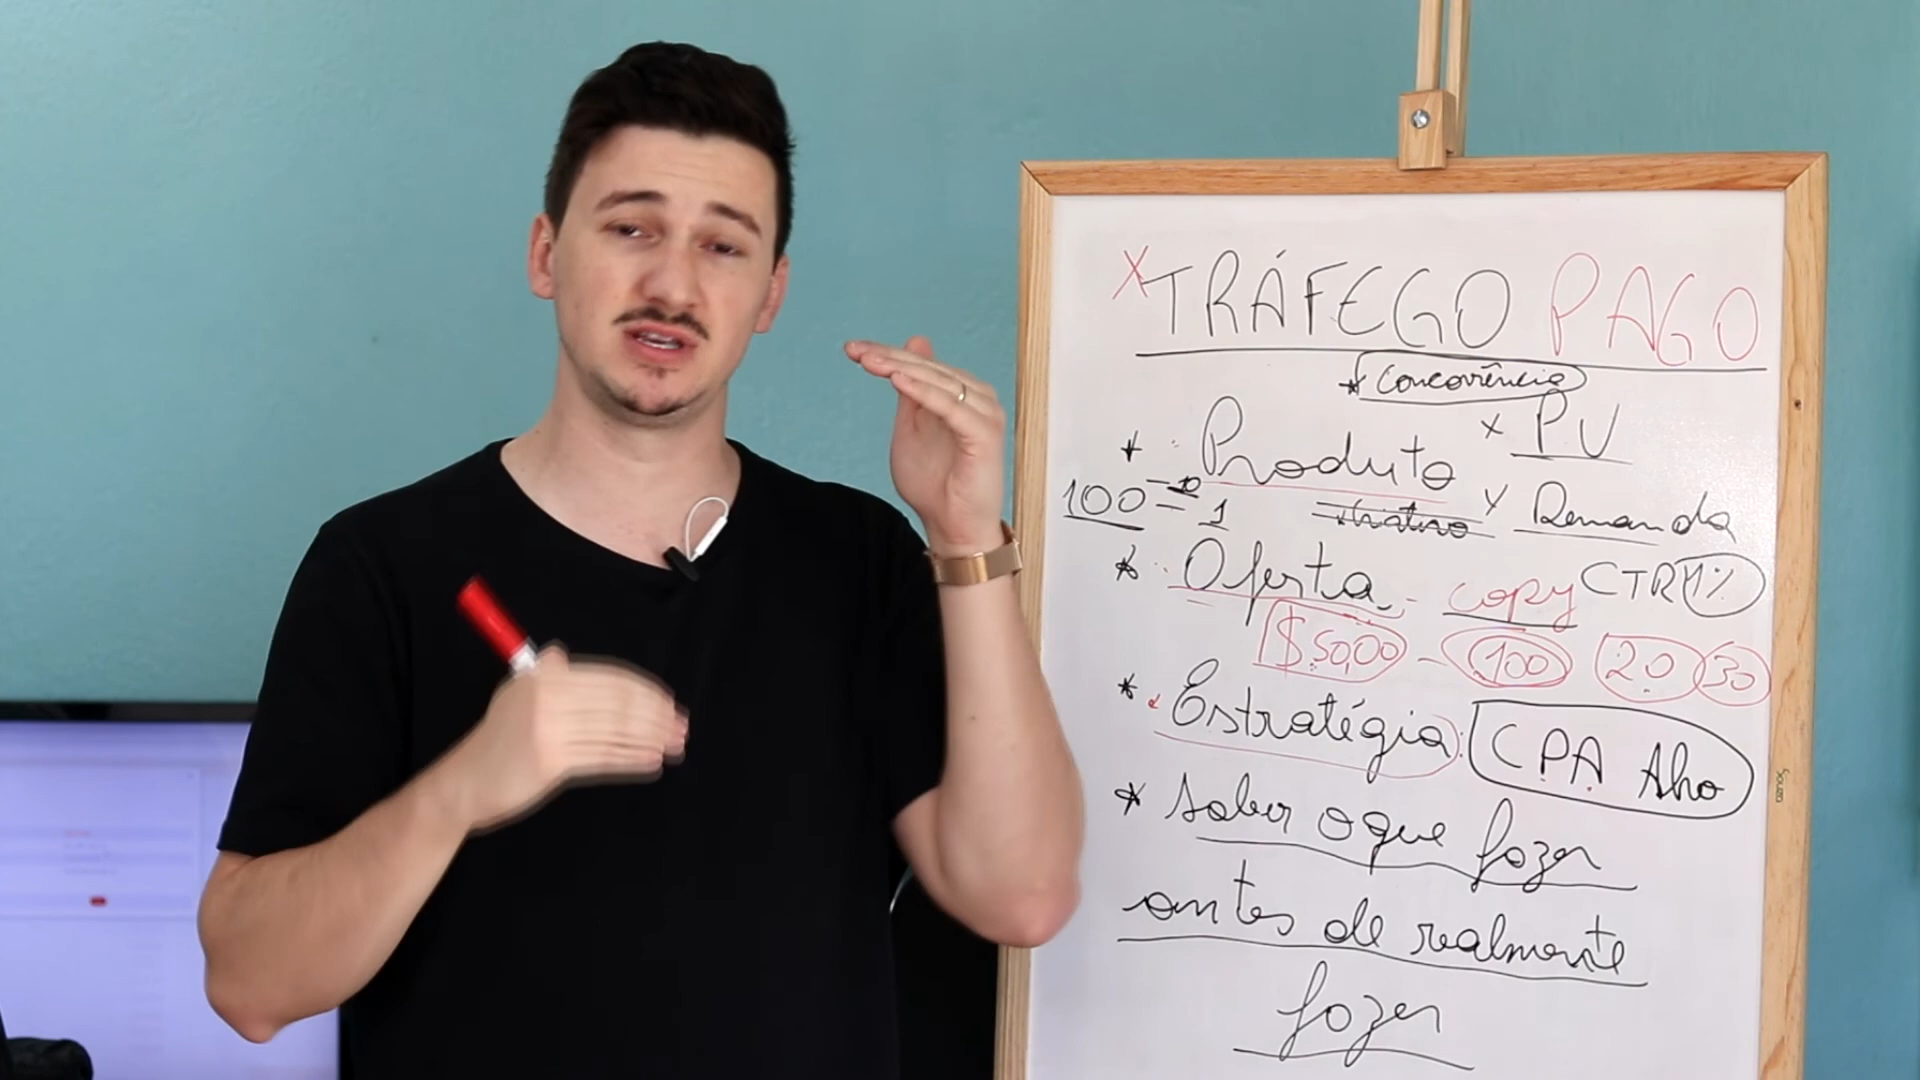 X TRÁFEGO PAGO
* Concorrência
* Produto x PV
100 = 1 x Demanda
* Oferta - copy CTR 1%
$50,00 - 100 20 30
* Estratégia: CPA Alto
* Saber o que fazer
antes de realmente
fazer
Souza